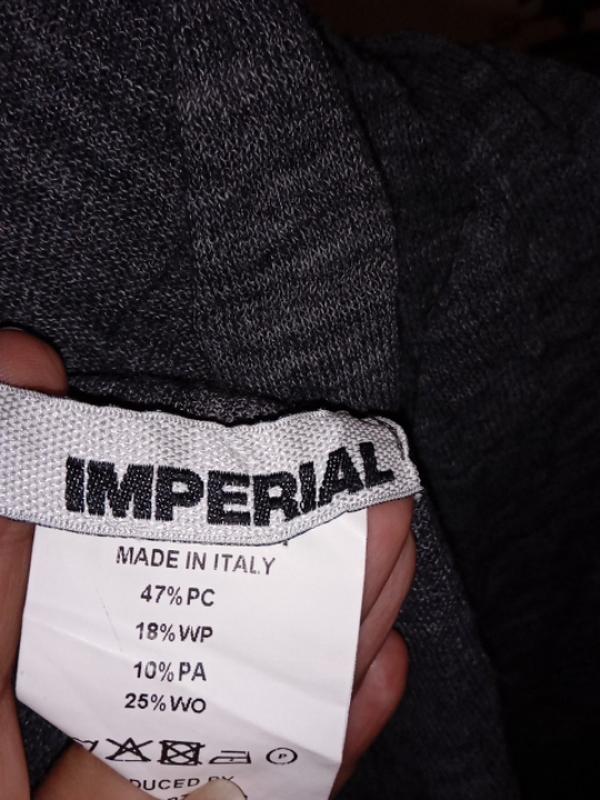 IMPERIAL
MADE IN ITALY
47%PC
18%WP
10%PA
25%WO
P